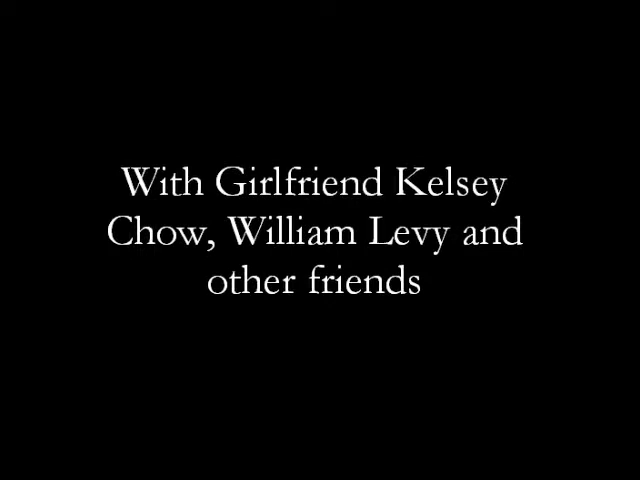 With Girlfriend Kelsey
Chow, William Levy and
other friends